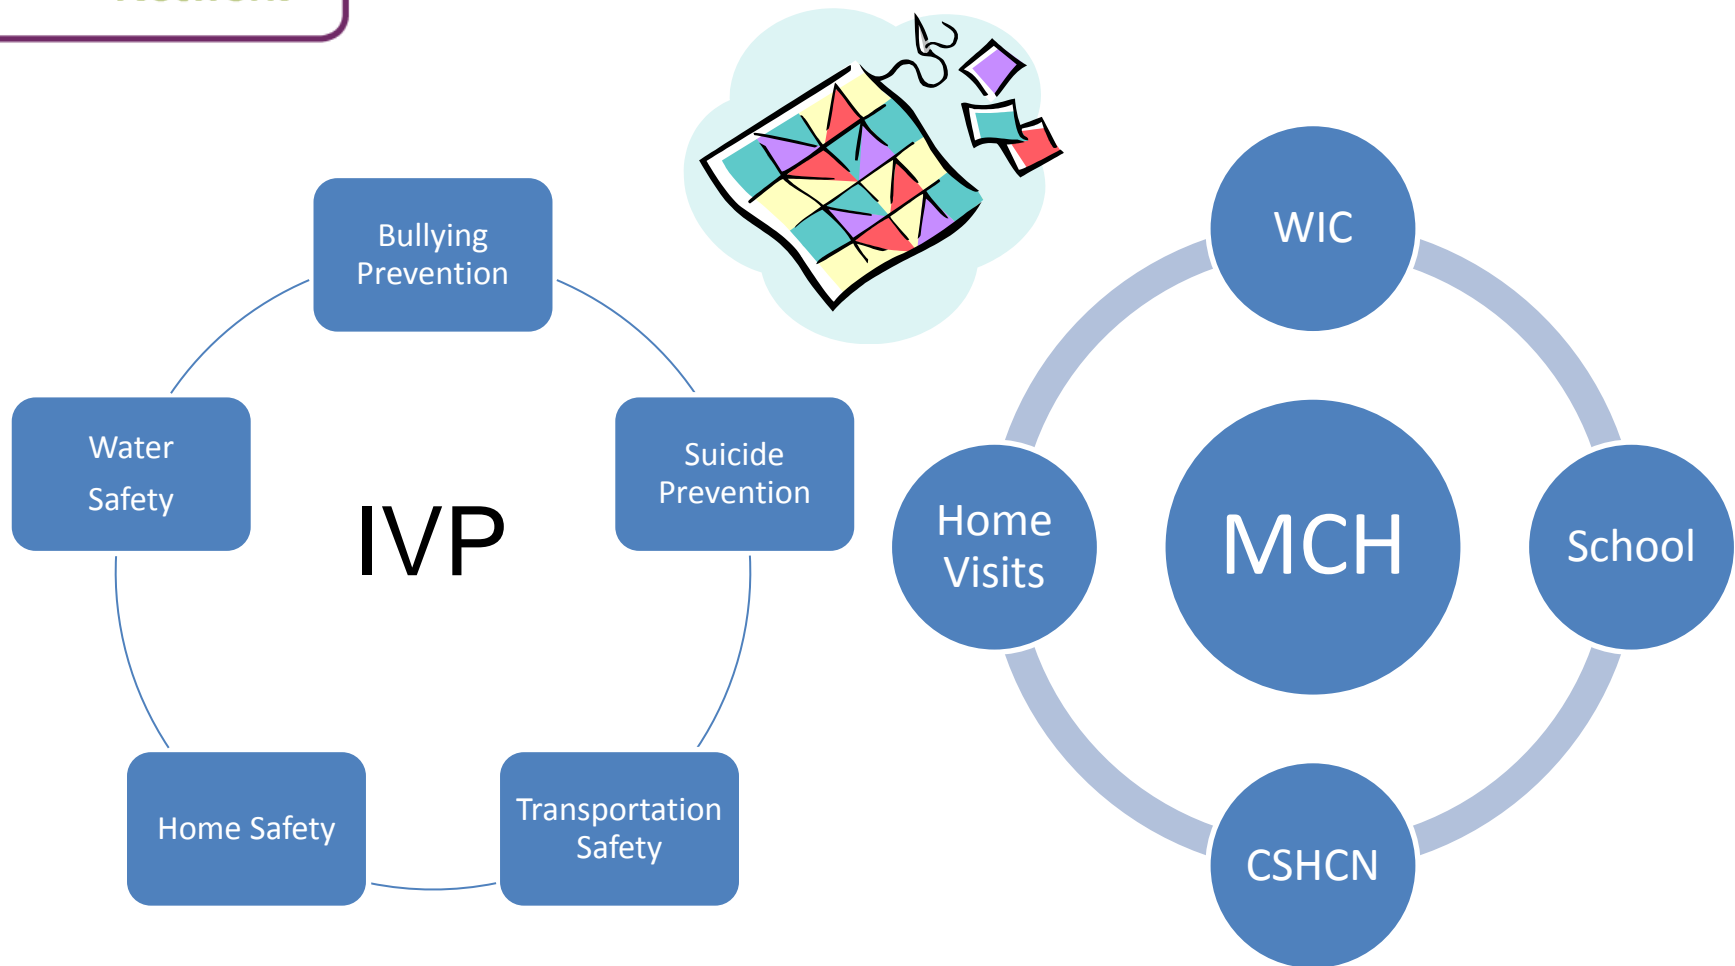 Bullying
Prevention
Water
Safety
Suicide
Prevention
IVP
Home Safety
Transportation
Safety
WIC
Home
Visits
MCH
School
CSHCN